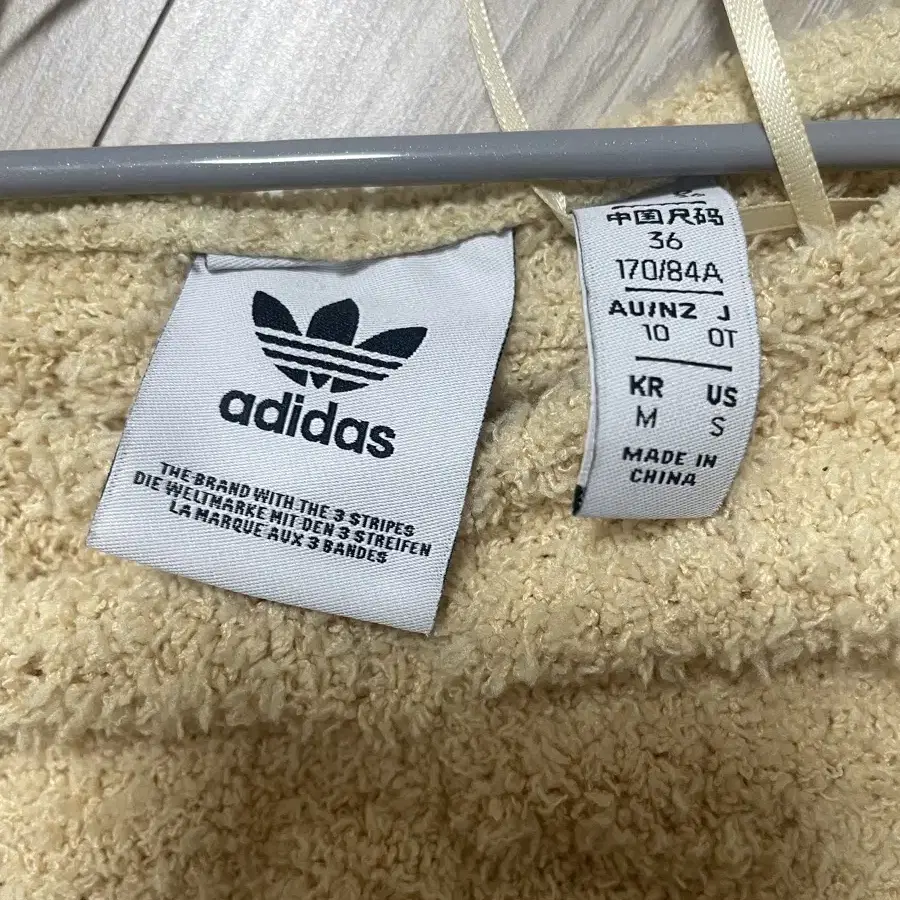 adidas
THE BRAND WITH THE 3 STRIPES
DIE WELTMARKE MIT DEN 3 STREIFEN
LA MARQUE AUX 3 BANDES
中国尺码
36
170/84A
AU/NZ J
10 OT
KR US
M S
MADE IN
CHINA